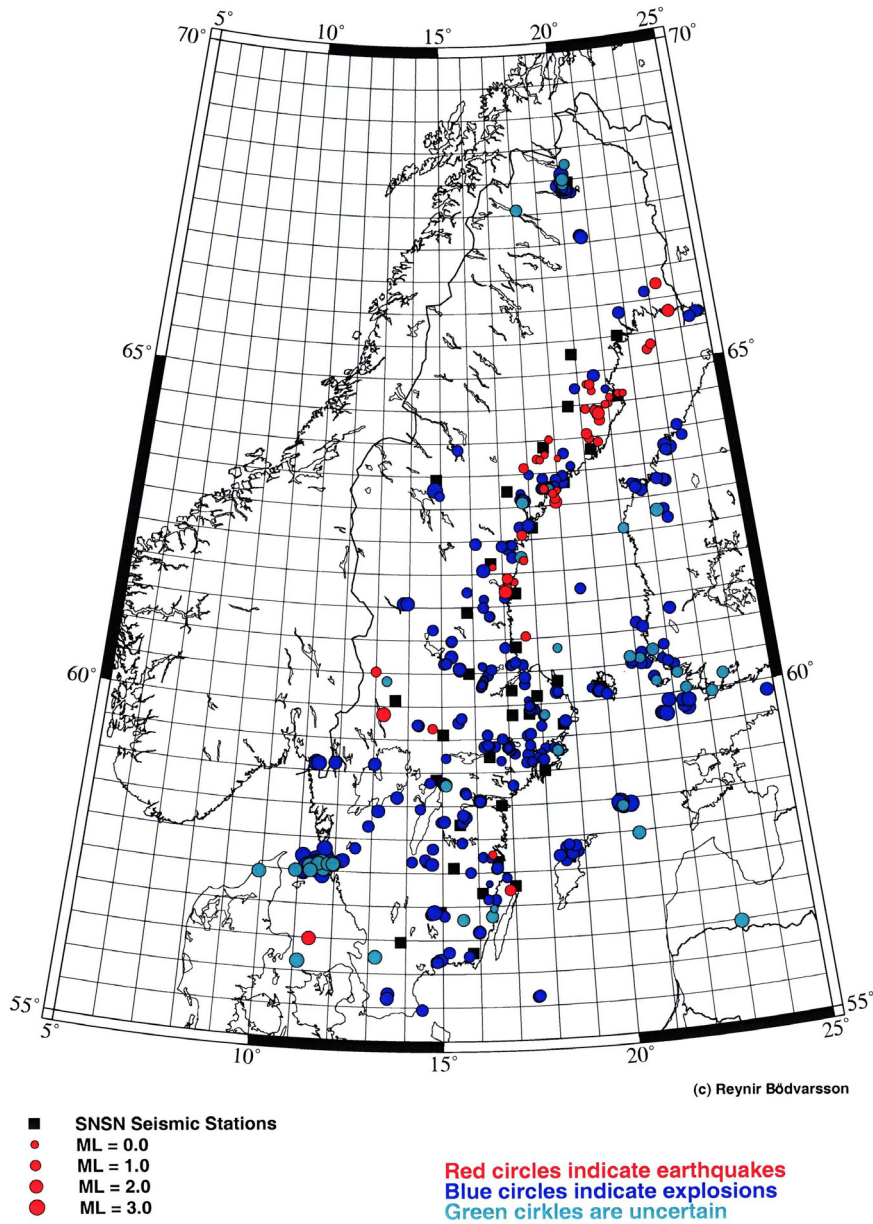 5° 10° 15° 20° 25°
70° 70°
65° 65°
60° 60°
55° 55°
5° 10° 15° 20° 25°
(c) Reynir Bödvarsson
SNSN Seismic Stations
ML = 0.0
ML = 1.0
ML = 2.0
ML = 3.0
Red circles indicate earthquakes
Blue circles indicate explosions
Green cirkles are uncertain